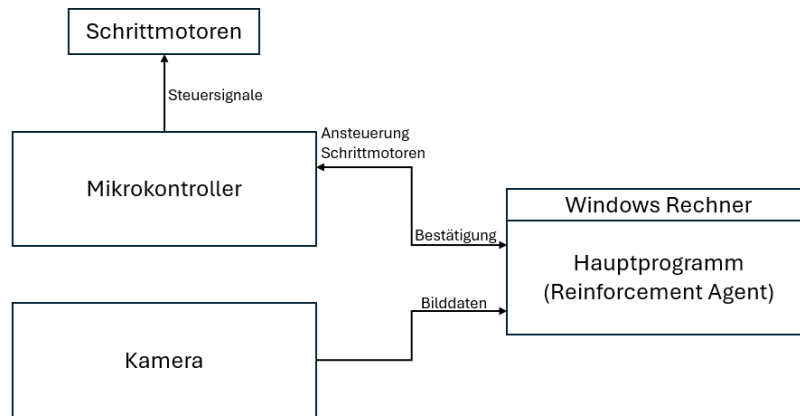 Schrittmotoren
Steuersignale
Ansteuerung
Schrittmotoren
Mikrokontroller
Windows Rechner
Bestätigung
Hauptprogramm
(Reinforcement Agent)
Bilddaten
Kamera